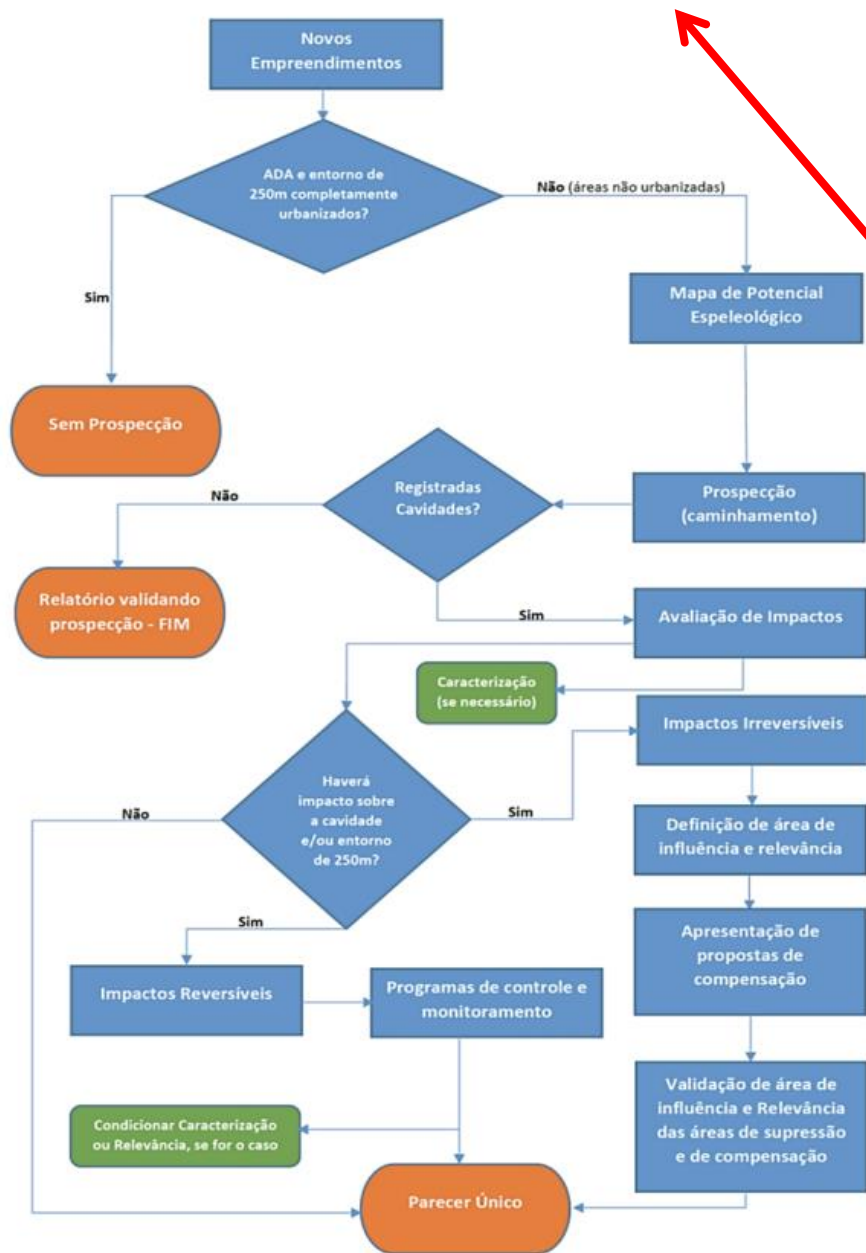 Novos
Empreendimentos
ADA e entorno de
250m completamente
urbanizados?
Não (áreas não urbanizadas)
Sim
Mapa de Potencial
Espeleológico
Sem Prospecção
Registradas
Cavidades?
Não
Prospecção
(caminhamento)
Relatório validando
prospecção - FIM
Sim
Avaliação de Impactos
Caracterização
(se necessário)
Impactos Irreversíveis
Haverá
impacto sobre
a cavidade
e/ou entorno
de 250m?
Não
Sim
Definição de área de
influência e relevância
Sim
Apresentação de
propostas de
compensação
Impactos Reversíveis
Programas de controle e
monitoramento
Validação de área de
influência e Relevância
das áreas de supressão
e de compensação
Condicionar Caracterização
ou Relevância, se for o caso
Parecer Único